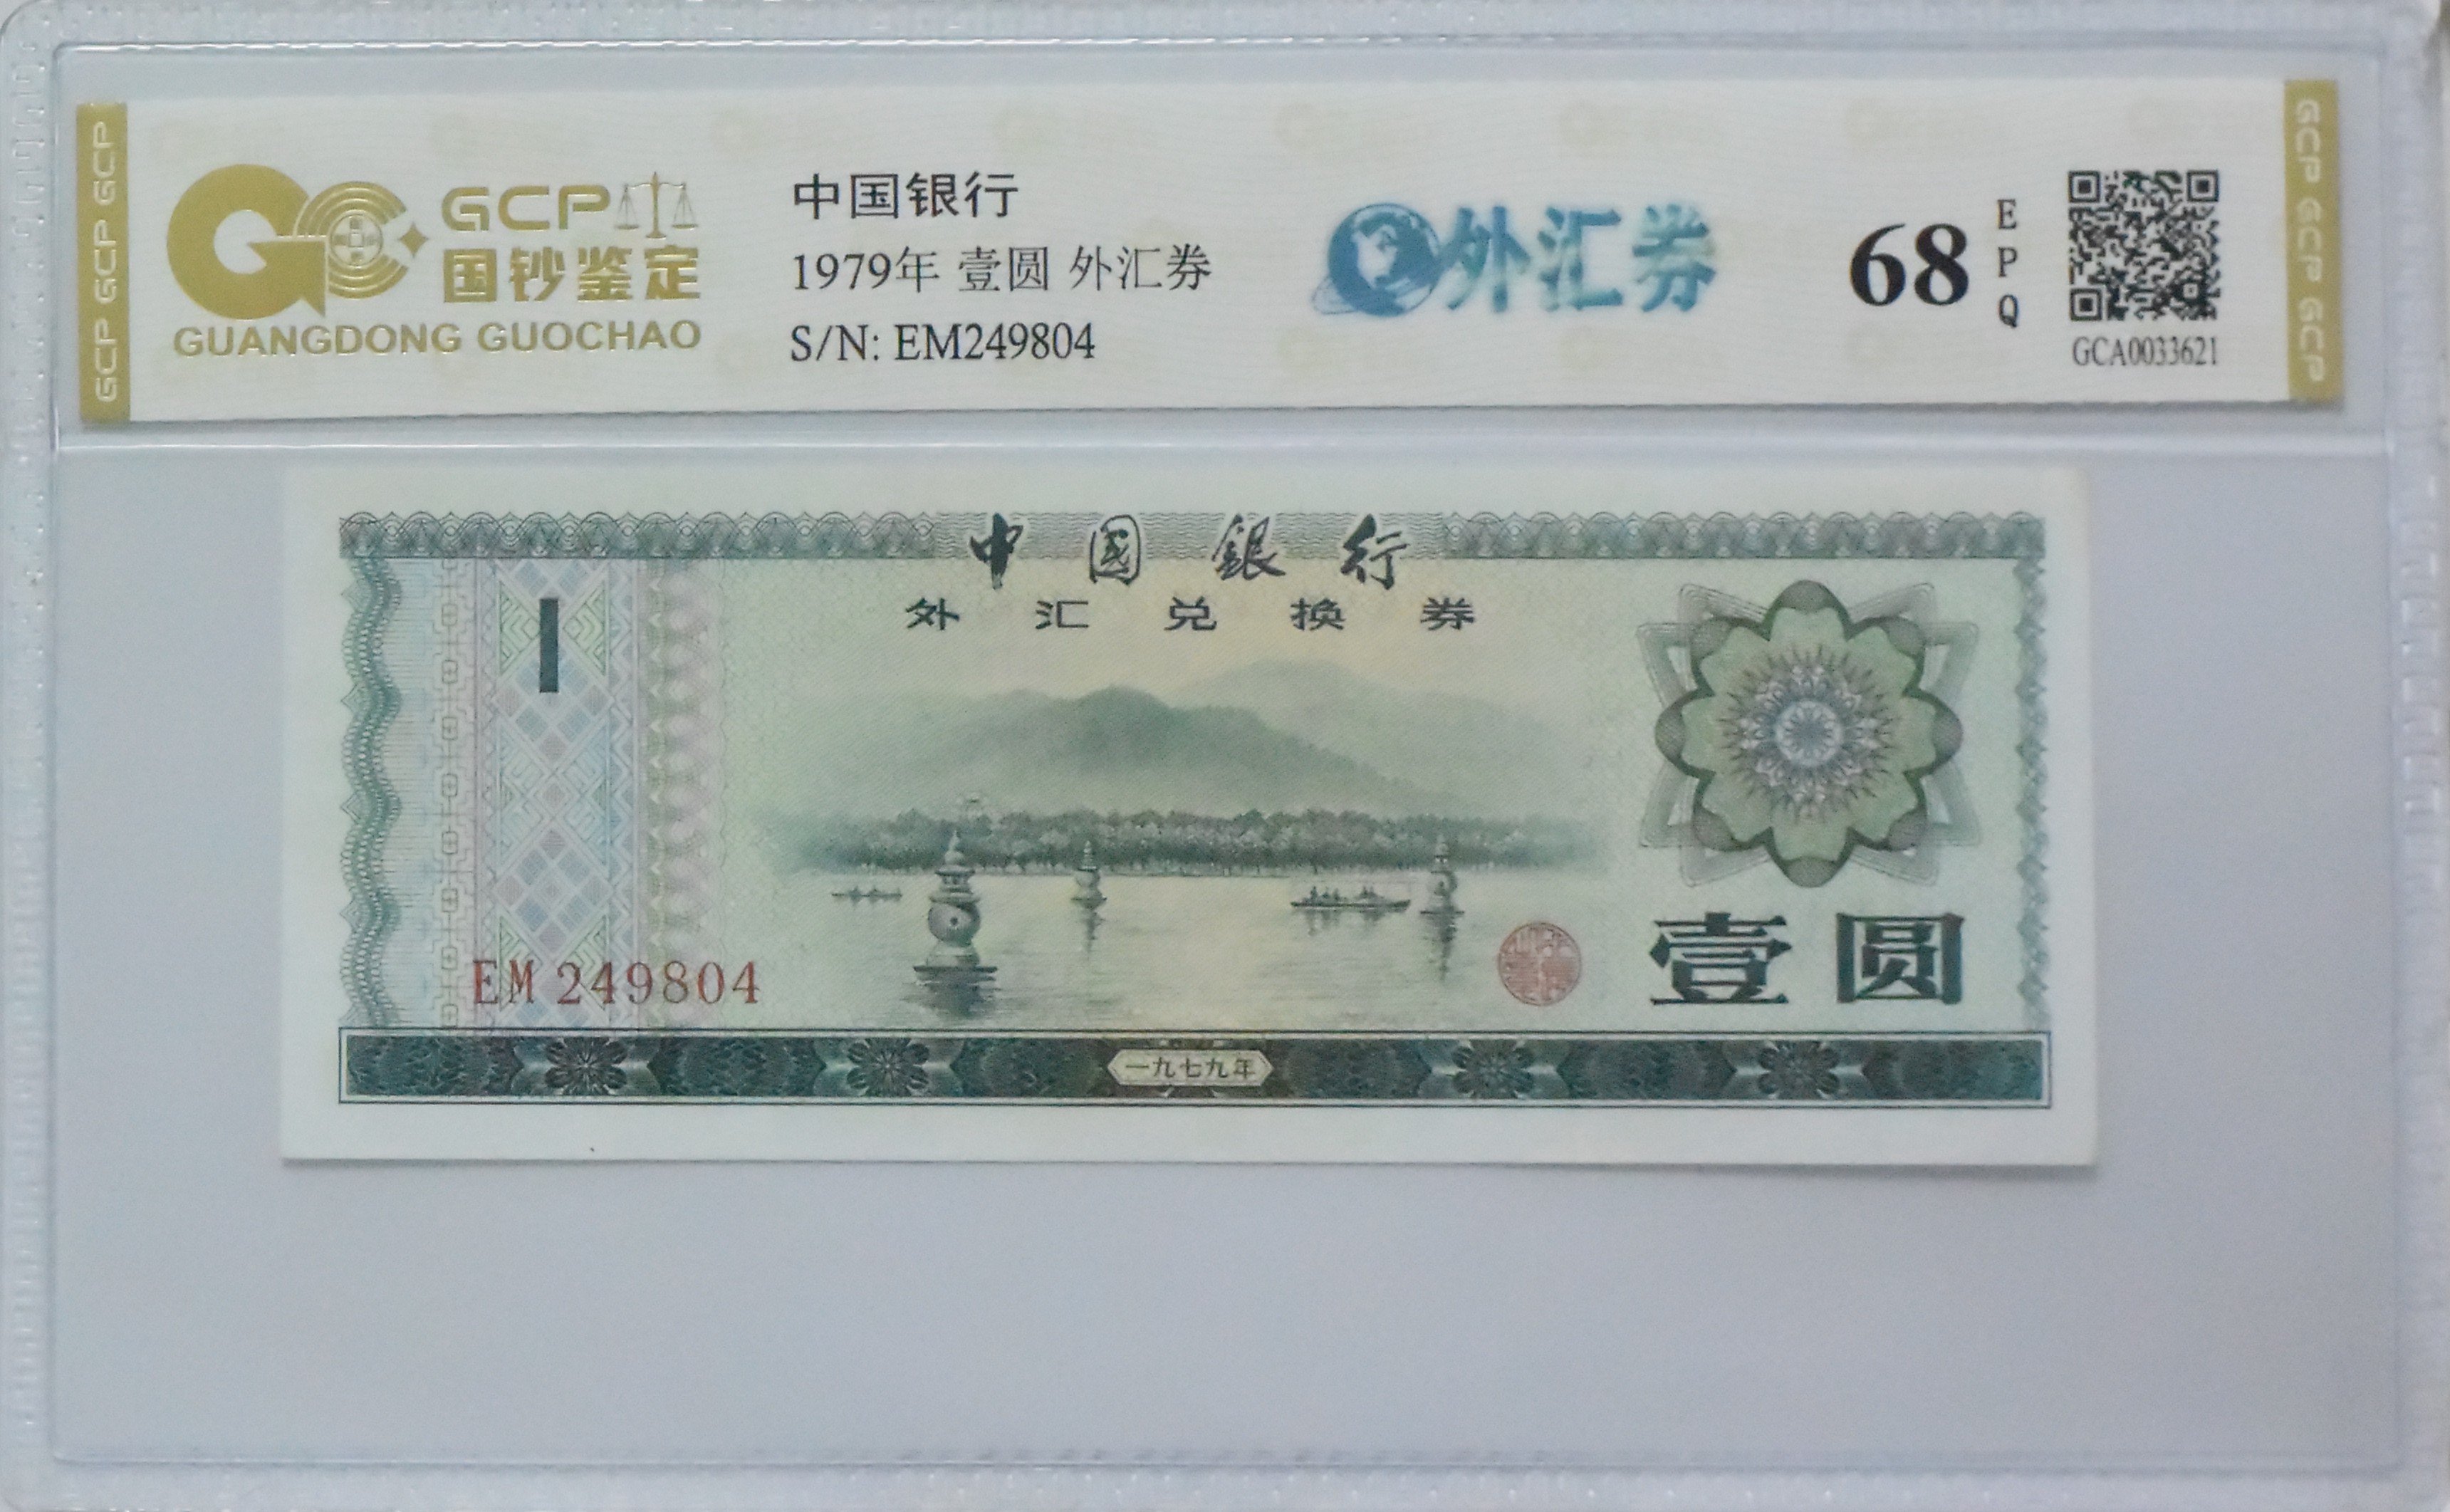 GCP GCP GCP
GCP
国钞鉴定
GUANGDONG GUOCHAO
中国银行
1979年 壹圆 外汇券
S/N: EM249804
外汇券
68
EPQ
GCA0033621
GCP GCP GCP
中国銀行
外汇兑换券
1
EM 249804
壹圆
一九七九年